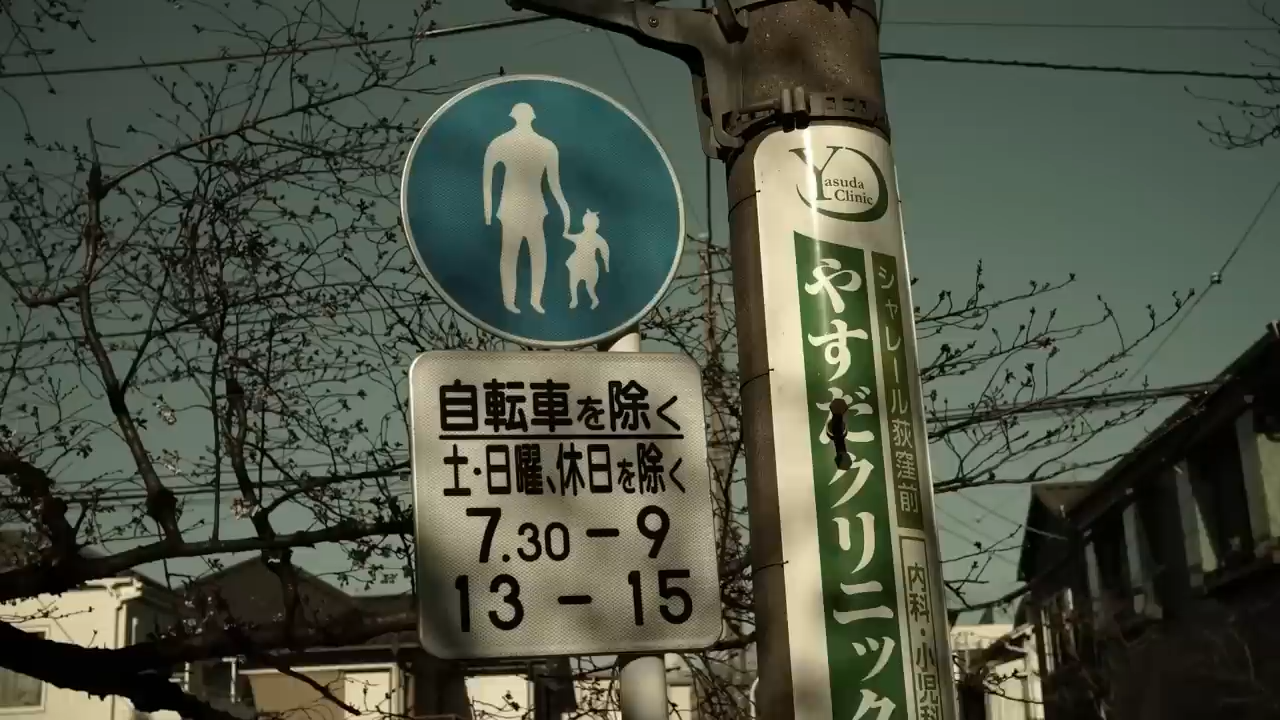 自転車を除く
土・日曜、休日を除く
7.30－9
13－15
Yasuda
Clinic
やすだクリニック
シャレール荻窪前
内科・小児科